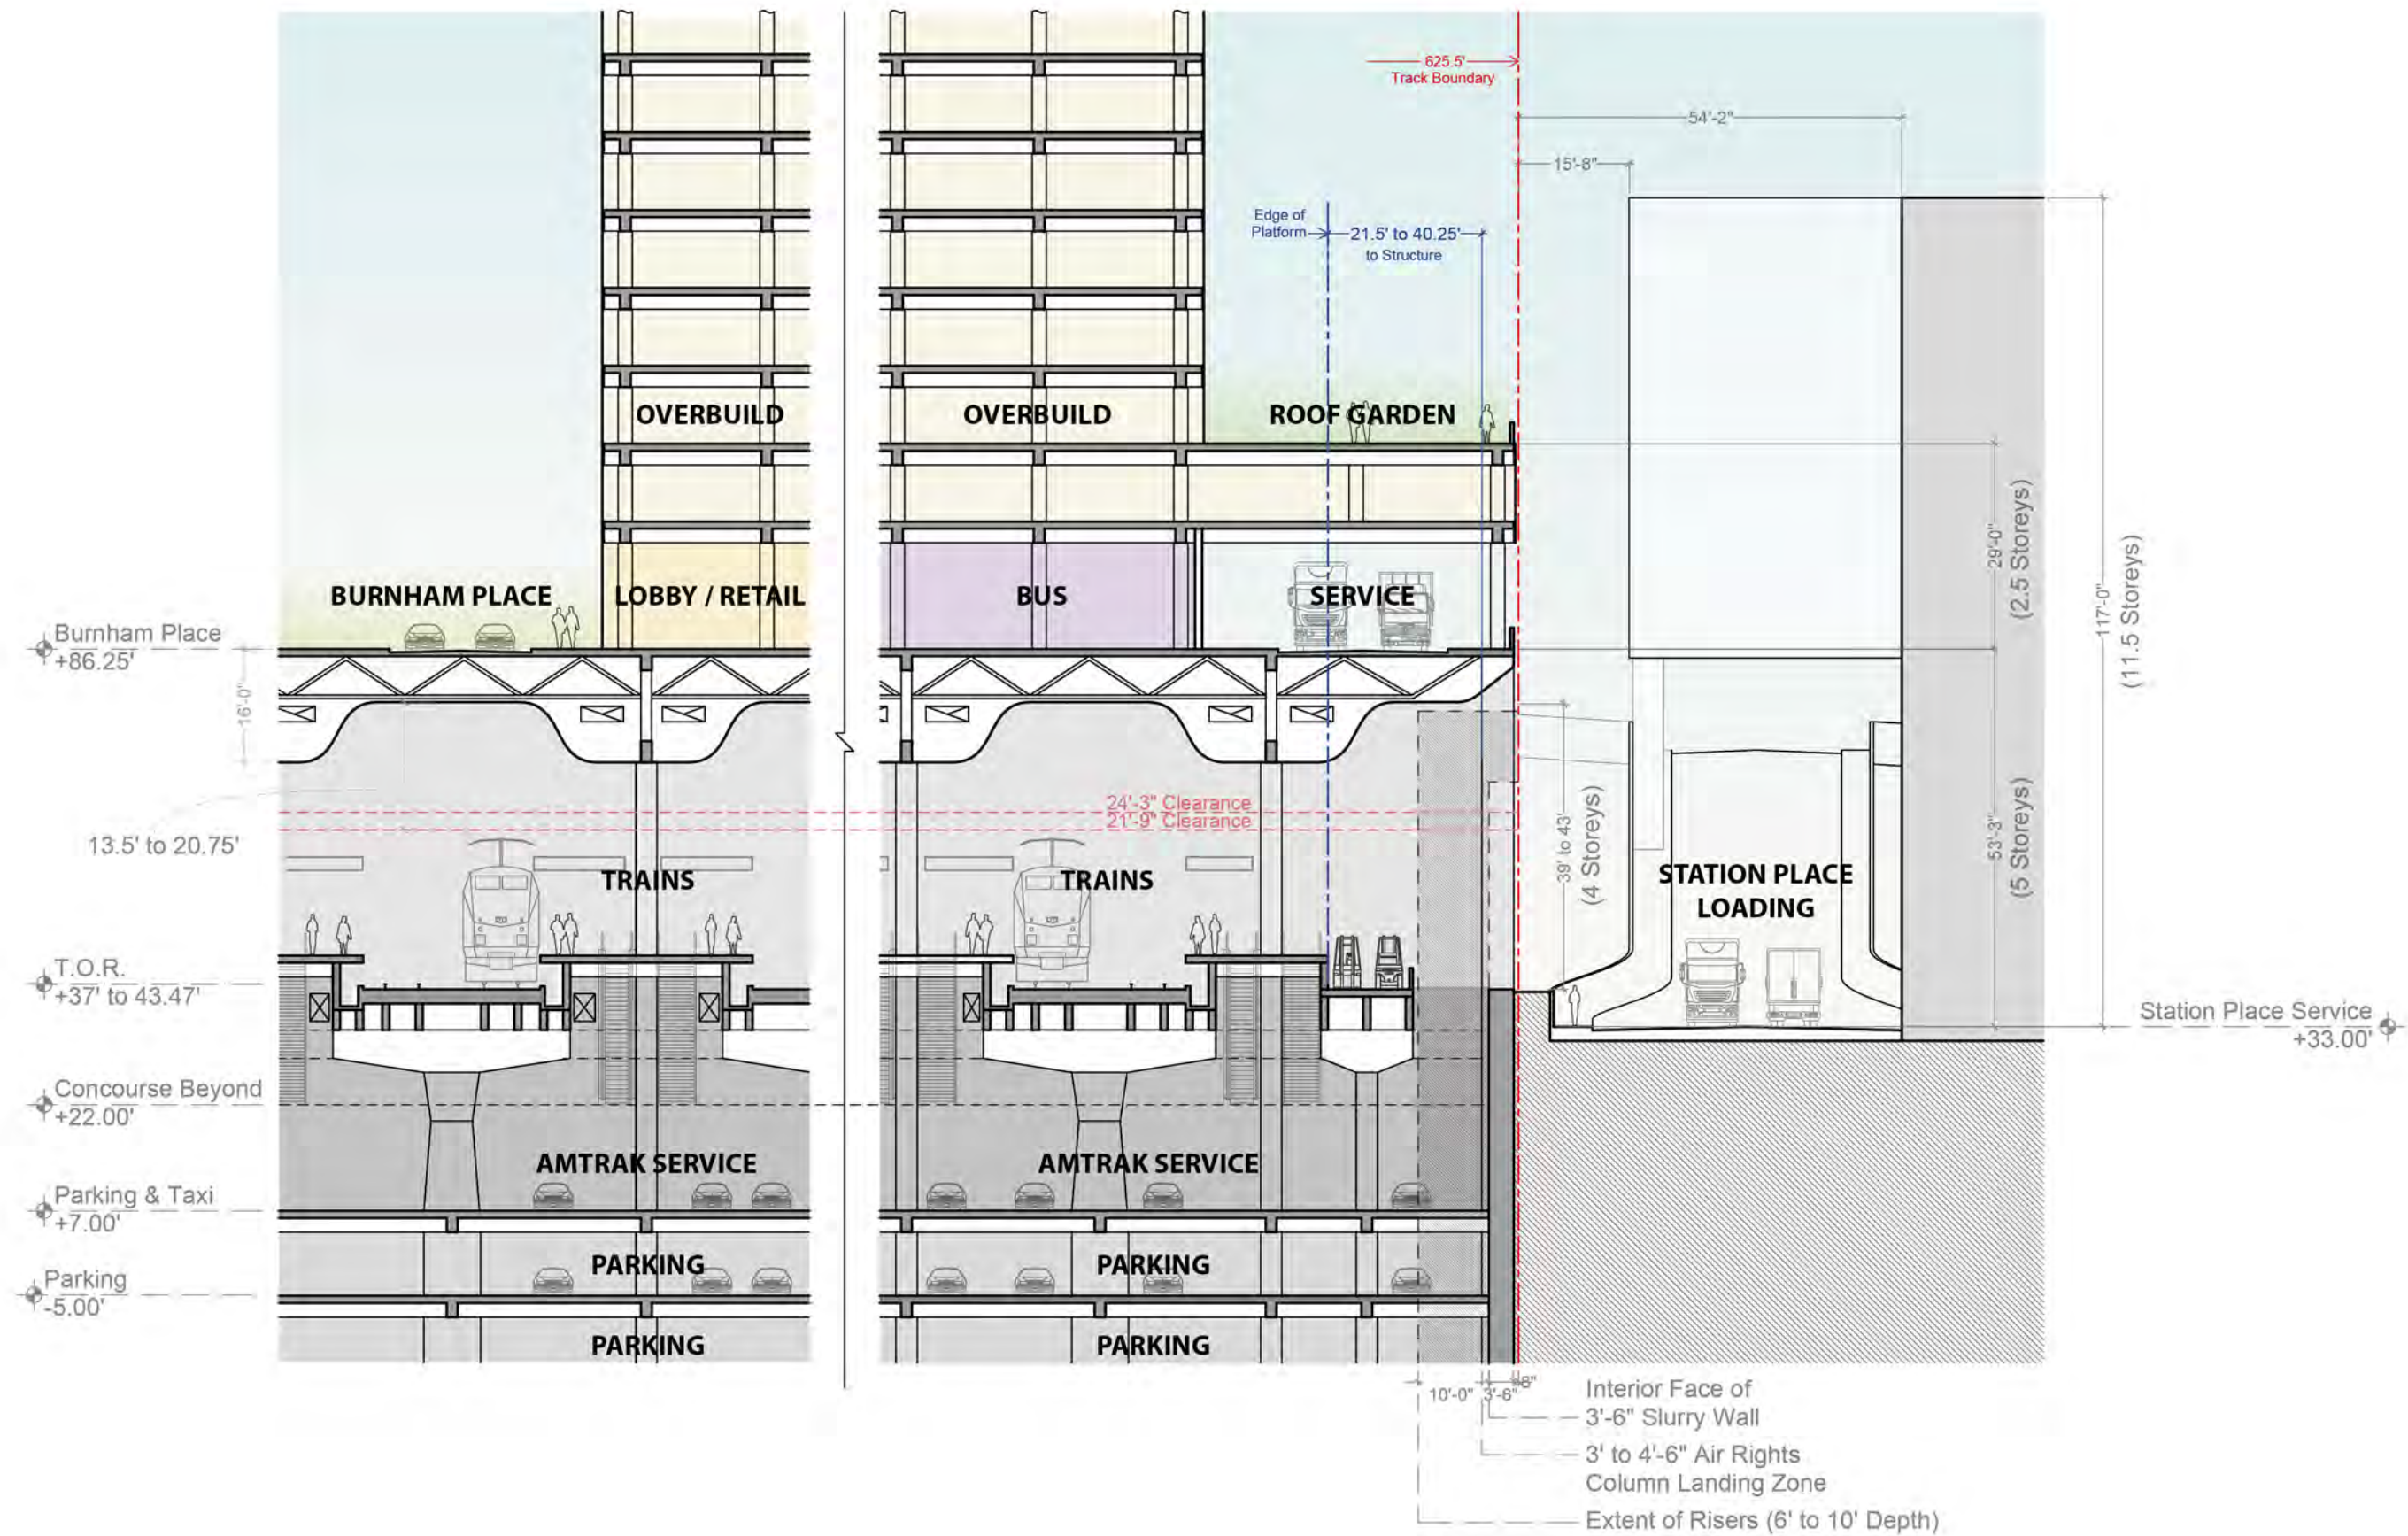 625.5'
Track Boundary
54'-2"
15'-8"
Edge of
Platform
21.5' to 40.25'
to Structure
OVERBUILD
OVERBUILD
ROOF GARDEN
29'-0"
(2.5 Storeys)
117'-0"
(11.5 Storeys)
BURNHAM PLACE
LOBBY / RETAIL
BUS
SERVICE
Burnham Place
+86.25'
16'-0"
24'-3" Clearance
21'-9" Clearance
13.5' to 20.75'
39' to 43'
(4 Storeys)
53'-3"
(5 Storeys)
TRAINS
TRAINS
STATION PLACE
LOADING
T.O.R.
+37' to 43.47'
Station Place Service
+33.00'
Concourse Beyond
+22.00'
AMTRAK SERVICE
AMTRAK SERVICE
Parking & Taxi
+7.00'
PARKING
PARKING
Parking
-5.00'
PARKING
PARKING
10'-0"
3'-6"
8"
Interior Face of
3'-6" Slurry Wall
3' to 4'-6" Air Rights
Column Landing Zone
Extent of Risers (6' to 10' Depth)